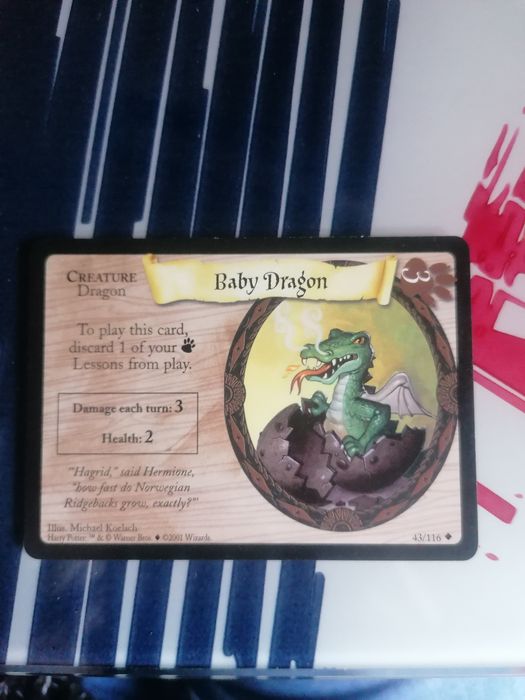 CREATURE
Dragon
Baby Dragon
3
To play this card,
discard 1 of your
Lessons from play.
Damage each turn: 3
Health: 2
"Hagrid," said Hermione,
"how fast do Norwegian
Ridgebacks grow, exactly?"
Illus. Michael Koelsch
Harry Potter ™ & © Warner Bros. ♦ ©2001 Wizards.
43/116 ♦